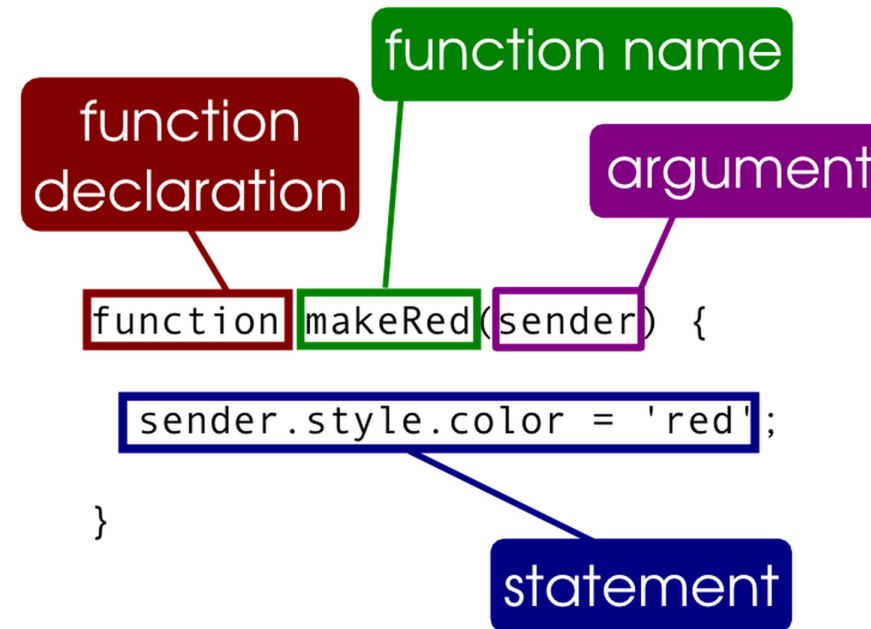 function name
function
declaration
argument
function makeRed(sender) {
sender.style.color = 'red';
}
statement